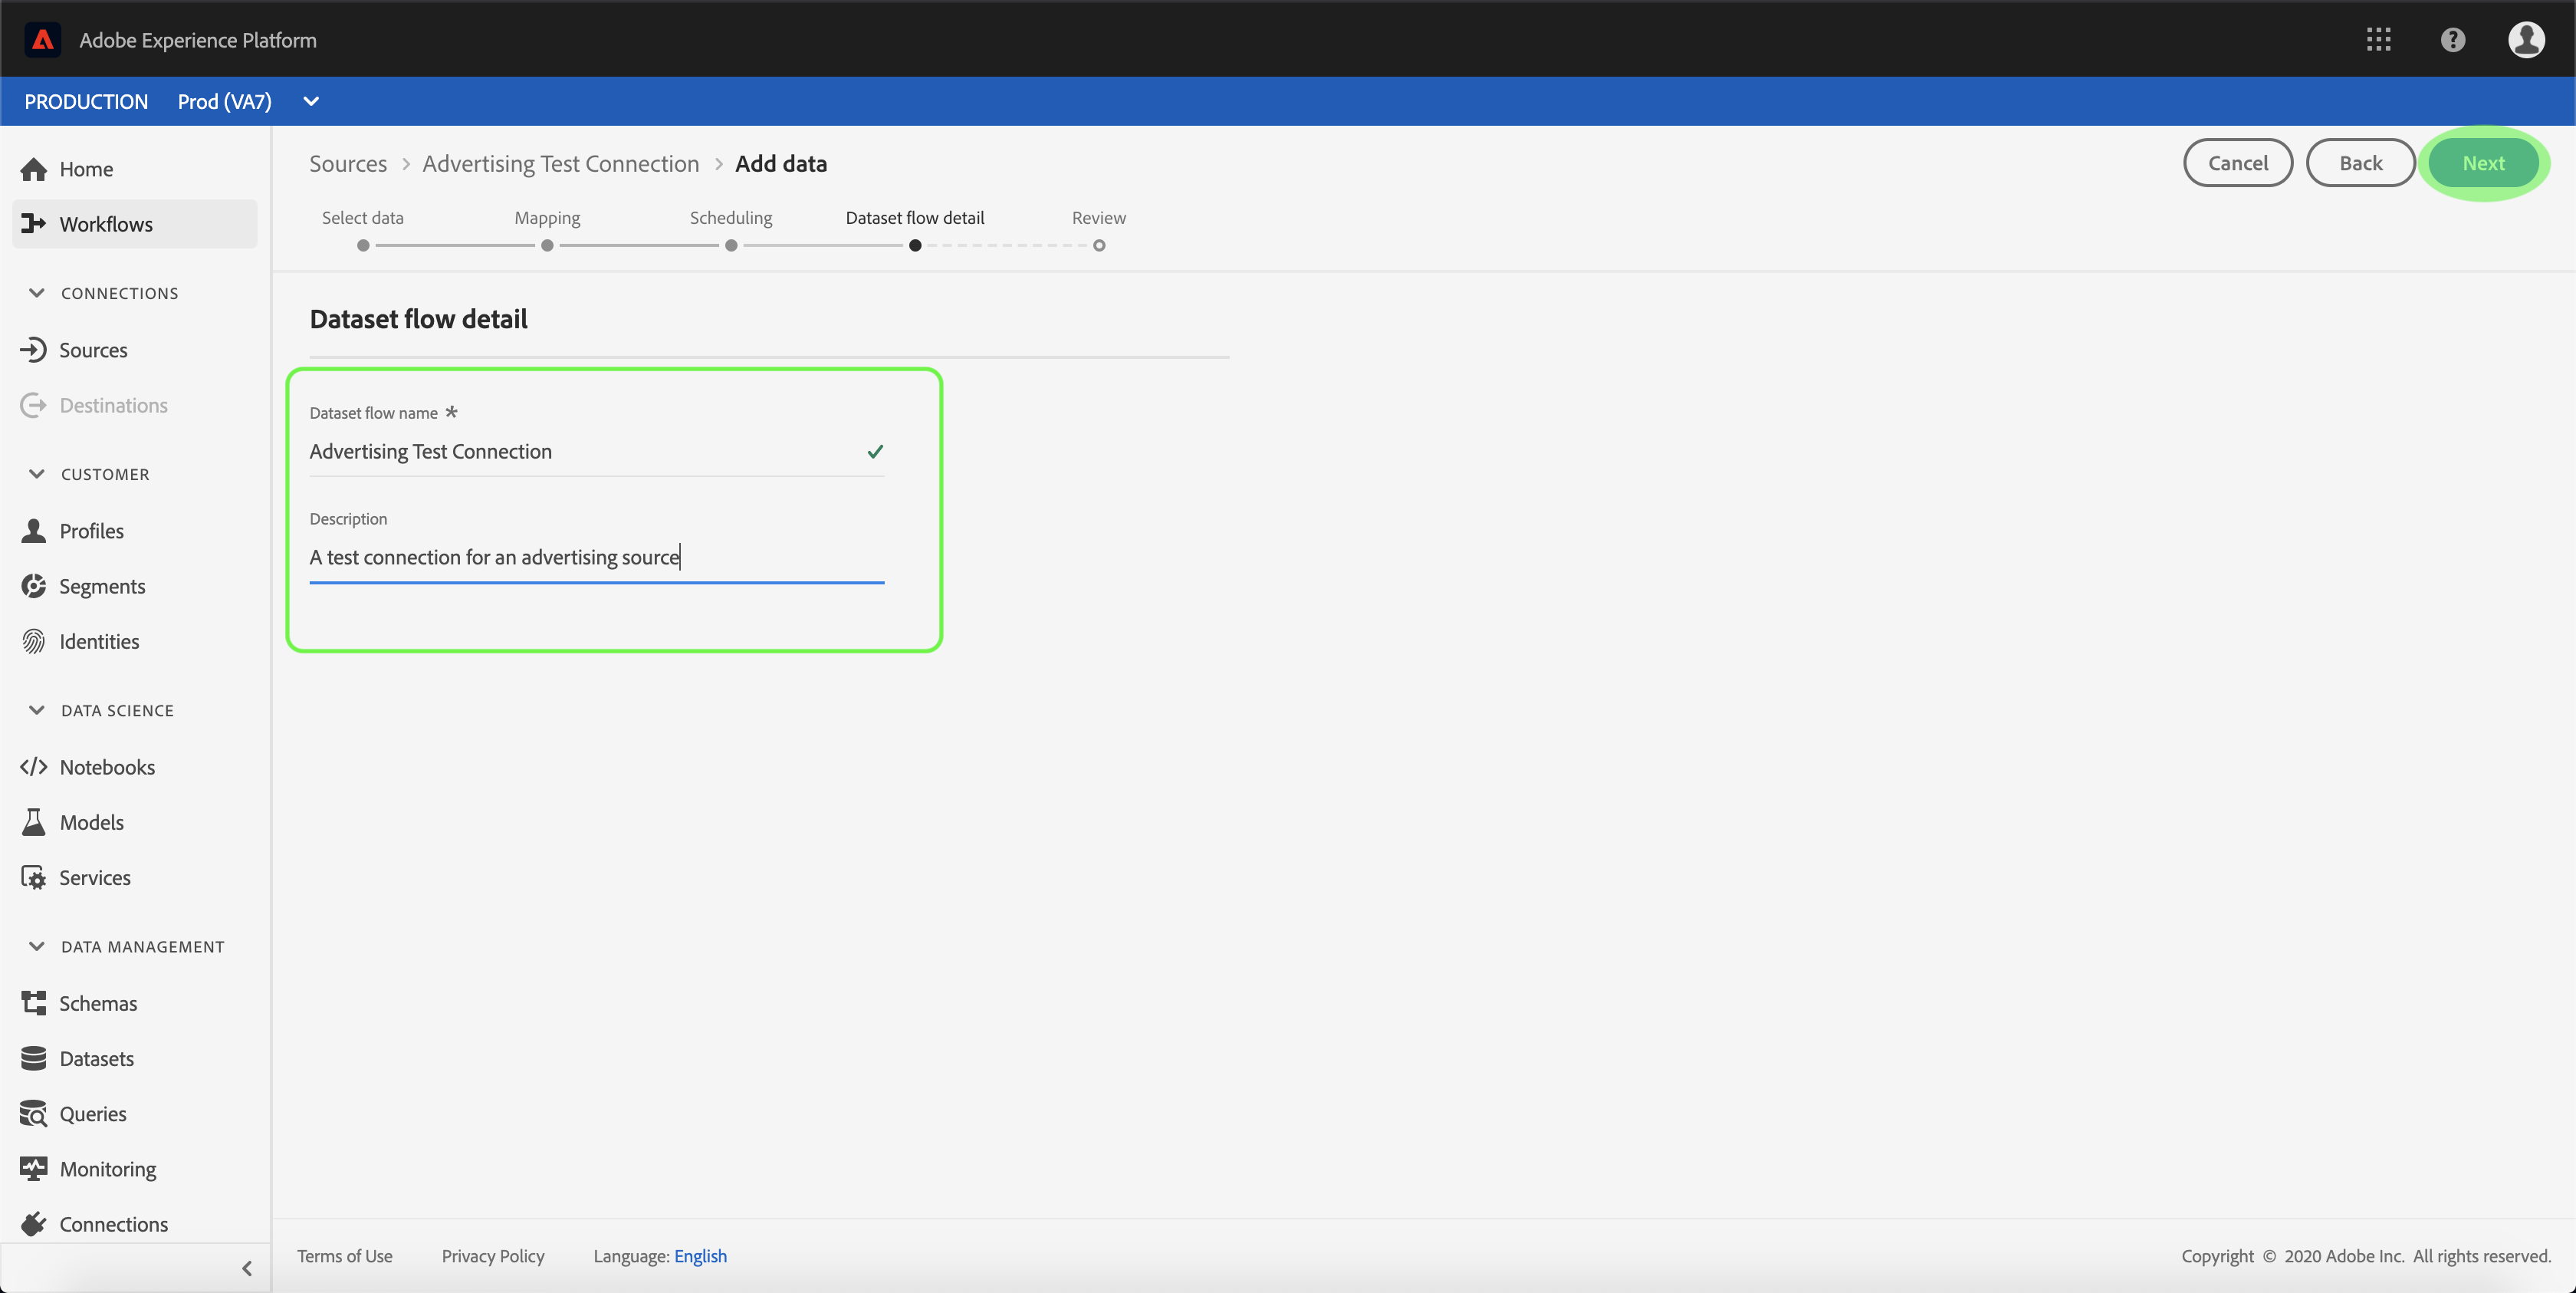 Adobe Experience Platform
PRODUCTION Prod (VA7)
Home
Workflows
CONNECTIONS
Sources
Destinations
CUSTOMER
Profiles
Segments
Identities
DATA SCIENCE
Notebooks
Models
Services
DATA MANAGEMENT
Schemas
Datasets
Queries
Monitoring
Connections
Sources > Advertising Test Connection > Add data
Cancel Back Next
Select data Mapping Scheduling Dataset flow detail Review
Dataset flow detail
Dataset flow name *
Advertising Test Connection
Description
A test connection for an advertising source
Terms of Use Privacy Policy Language: English Copyright © 2020 Adobe Inc. All rights reserved.